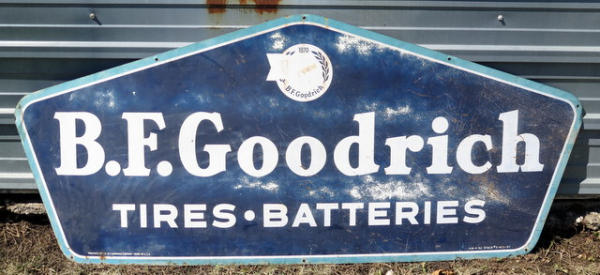 1870
B.F. Goodrich
B.F.Goodrich
TIRES • BATTERIES